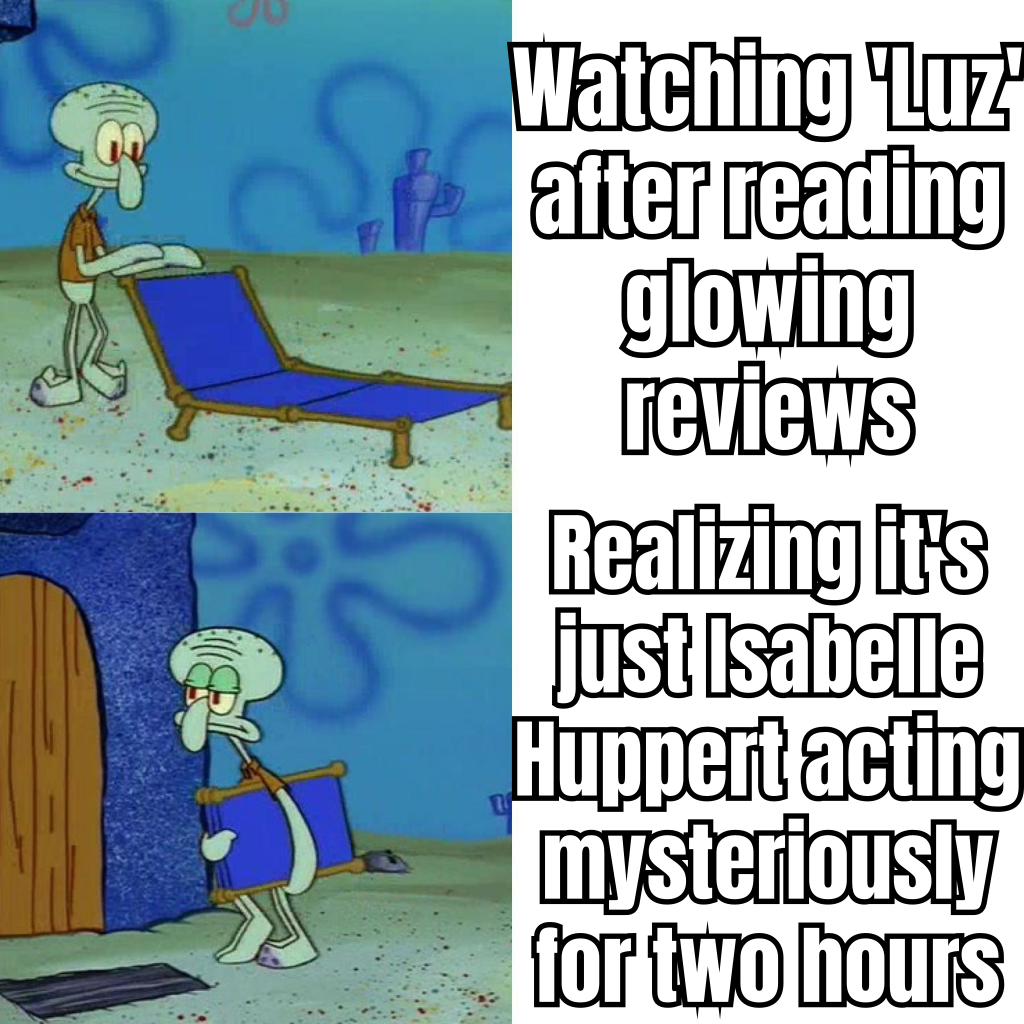 Watching 'Luz'
after reading
glowing
reviews
Realizing it's
just Isabelle
Huppert acting
mysteriously
for two hours